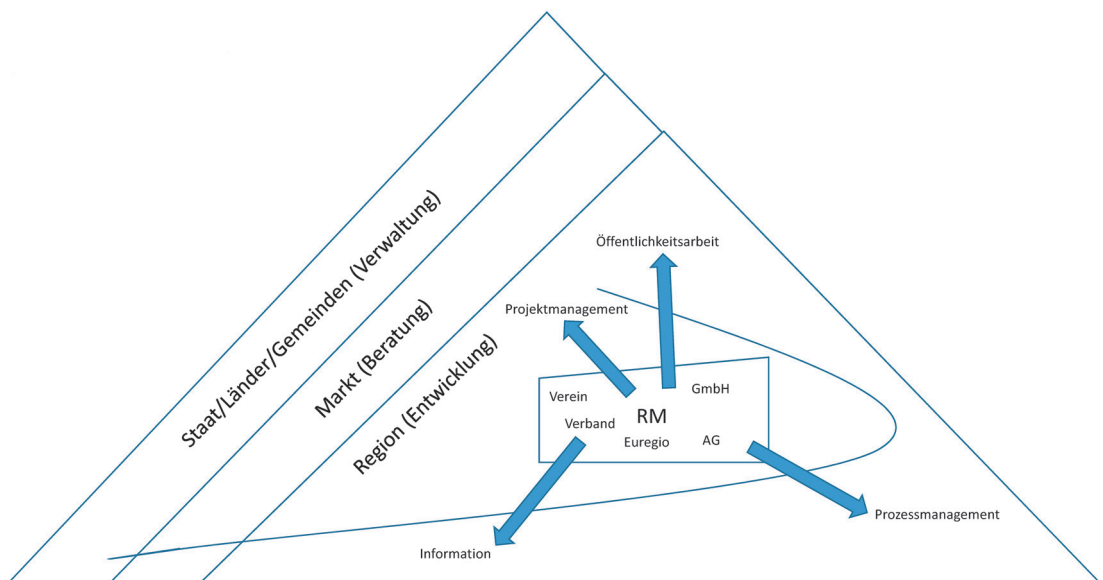 Staat/Länder/Gemeinden (Verwaltung)
Markt (Beratung)
Region (Entwicklung)
Öffentlichkeitsarbeit
Projektmanagement
Verein
GmbH
Verband
RM
Euregio
AG
Prozessmanagement
Information